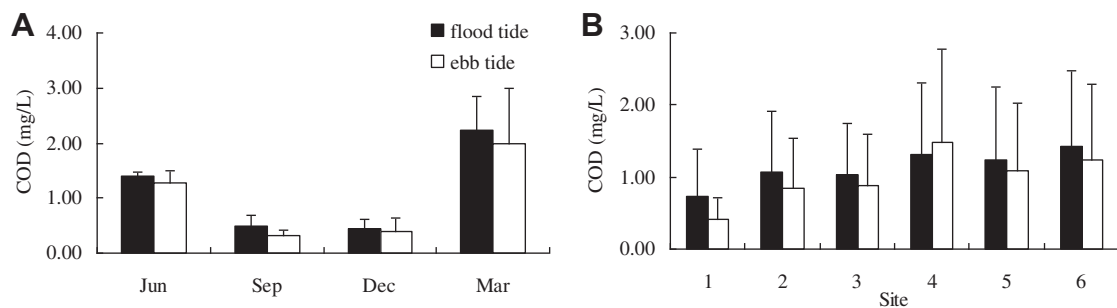 A
COD (mg/L)
4.00
3.00
2.00
1.00
0.00
flood tide
ebb tide
Jun Sep Dec Mar
B
COD (mg/L)
3.00
2.00
1.00
0.00
1 2 3 4 5 6
Site